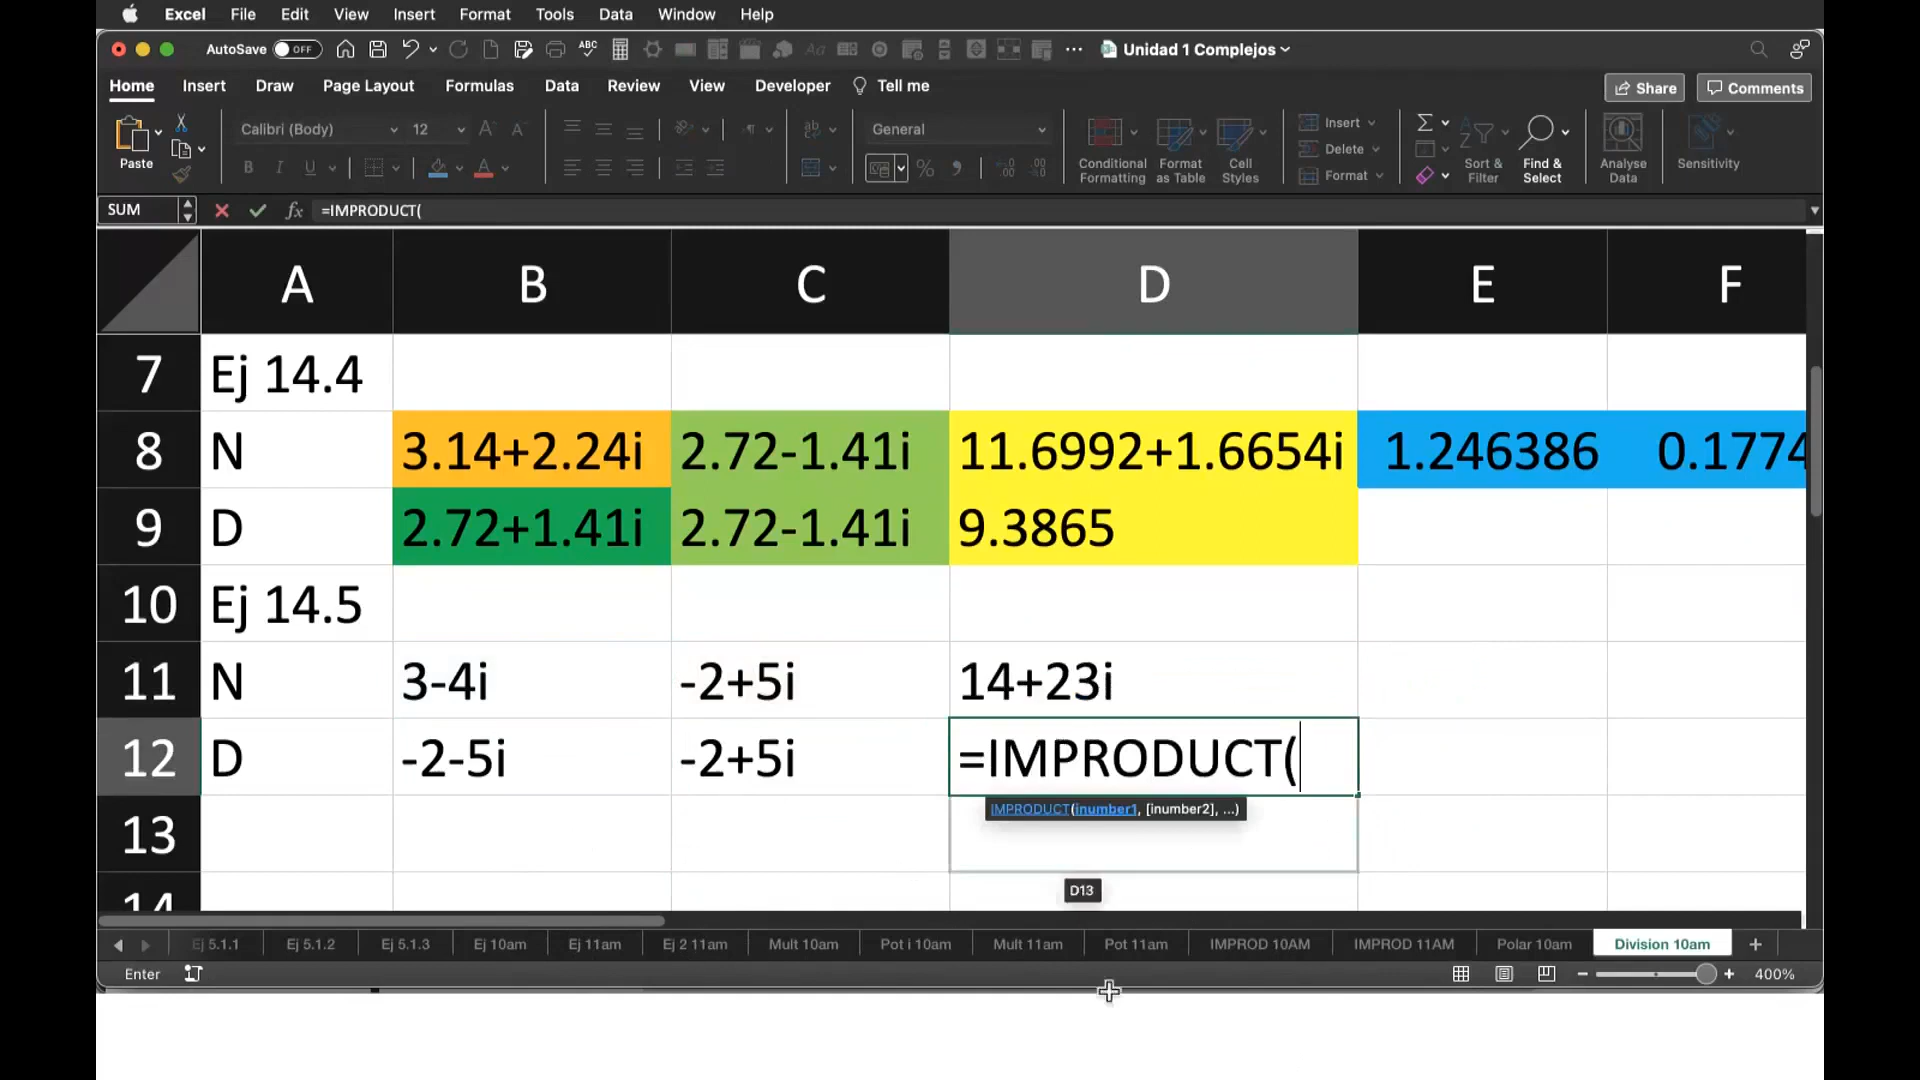 Excel File Edit View Insert Format Tools Data Window Help
AutoSave OFF ABC Unidad 1 Complejos
Home Insert Draw Page Layout Formulas Data Review View Developer Tell me Share Comments
Paste Calibri (Body) 12 General Conditional Formatting Format as Table Cell Styles Insert Delete Format Sort & Filter Find & Select Analyse Data Sensitivity
SUM fx =IMPRODUCT(
A B C D E F
7 Ej 14.4
8 N 3.14+2.24i 2.72-1.41i 11.6992+1.6654i 1.246386 0.1774
9 D 2.72+1.41i 2.72-1.41i 9.3865
10 Ej 14.5
11 N 3-4i -2+5i 14+23i
12 D -2-5i -2+5i =IMPRODUCT(
IMPRODUCT(inumber1, [inumber2], ...)
13
D13
14
Ej 5.1.1 Ej 5.1.2 Ej 5.1.3 Ej 10am Ej 11am Ej 2 11am Mult 10am Pot i 10am Mult 11am Pot 11am IMPROD 10AM IMPROD 11AM Polar 10am Division 10am
Enter 400%